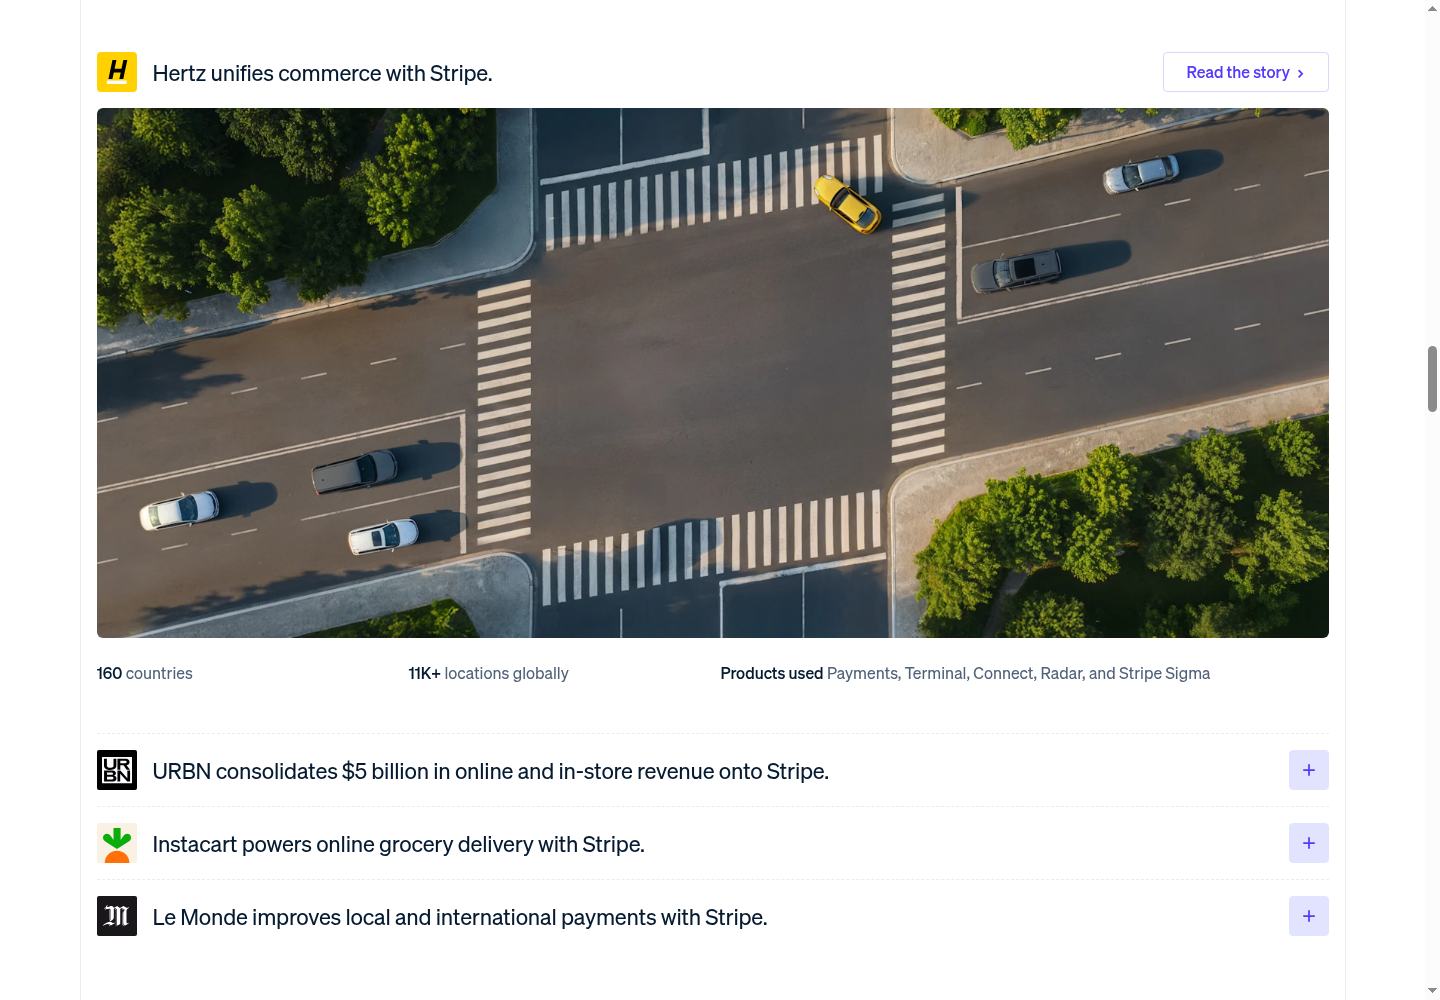 H
Hertz unifies commerce with Stripe.
Read the story
160 countries
11K+ locations globally
Products used Payments, Terminal, Connect, Radar, and Stripe Sigma
URBN
URBN consolidates $5 billion in online and in-store revenue onto Stripe.
Instacart powers online grocery delivery with Stripe.
M
Le Monde improves local and international payments with Stripe.